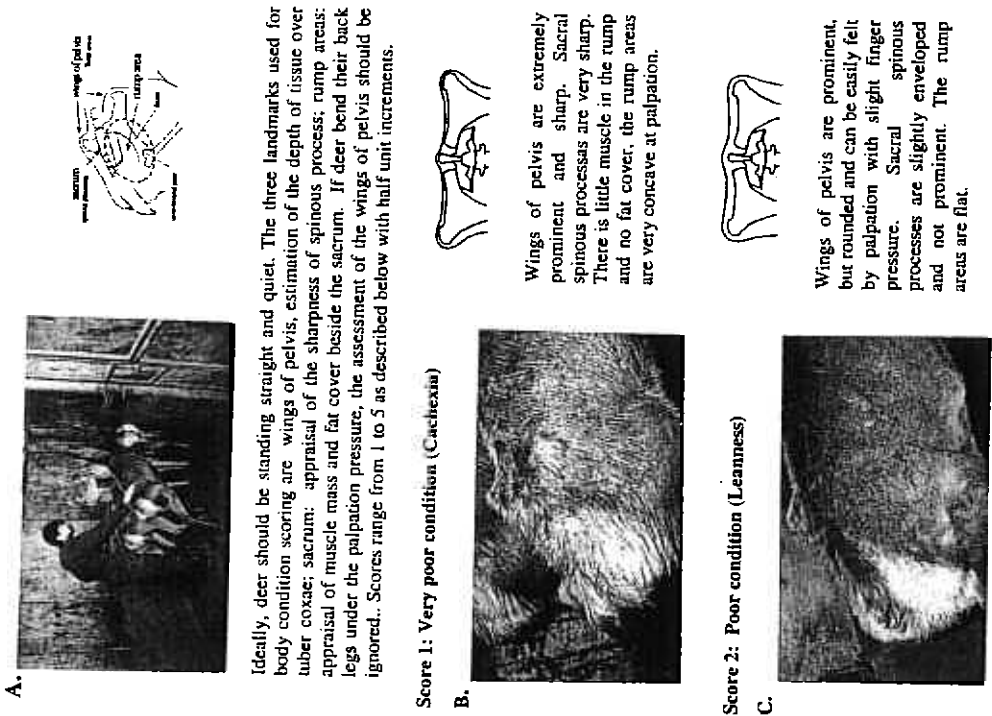 A.
sacrum
wings of pelvis
rump area
Ideally, deer should be standing straight and quiet. The three landmarks used for
body condition scoring are wings of pelvis, estimation of the depth of tissue over
tuber coxae; sacrum: appraisal of the sharpness of spinous process; rump areas:
appraisal of muscle mass and fat cover beside the sacrum. If deer bend their back
legs under the palpation pressure, the assessment of the wings of pelvis should be
ignored.. Scores range from 1 to 5 as described below with half unit increments.
Score 1: Very poor condition (Cachexia)
B.
Wings of pelvis are extremely
prominent and sharp. Sacral
spinous processas are very sharp.
There is little muscle in the rump
and no fat cover, the rump areas
are very concave at palpation.
Score 2: Poor condition (Leanness)
C.
Wings of pelvis are prominent,
but rounded and can be easily felt
by palpation with slight finger
pressure. Sacral spinous
processes are slightly enveloped
and not prominent. The rump
areas are flat.